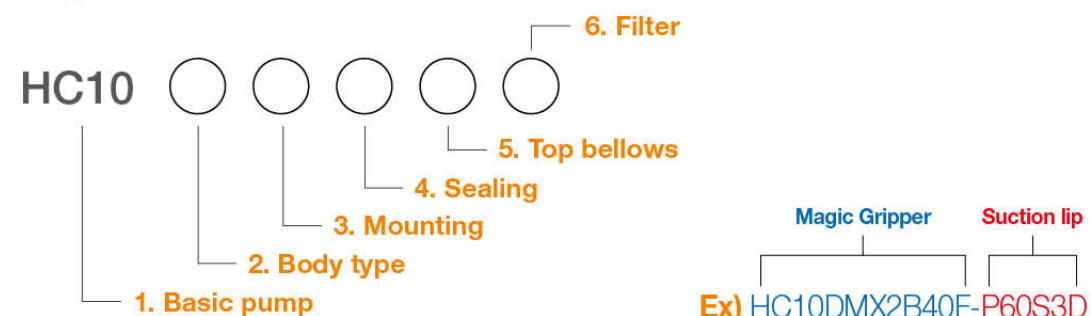 6. Filter
HC10
5. Top bellows
4. Sealing
3. Mounting
2. Body type
1. Basic pump
Magic Gripper
Suction lip
Ex) HC10DMX2B40F-P60S3D